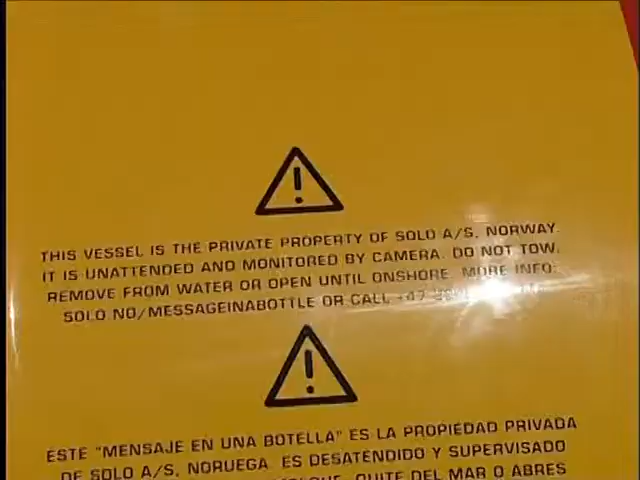 THIS VESSEL IS THE PRIVATE PROPERTY OF SOLO A/S, NORWAY.
IT IS UNATTENDED AND MONITORED BY CAMERA. DO NOT TOW,
REMOVE FROM WATER OR OPEN UNTIL ONSHORE. MORE INFO:
SOLO.NO/MESSAGEINABOTTLE OR CALL +47
ESTE "MENSAJE EN UNA BOTELLA" ES LA PROPIEDAD PRIVADA
DE SOLO A/S, NORUEGA. ES DESATENDIDO Y SUPERVISADO
QUITE DEL MAR O ABRES